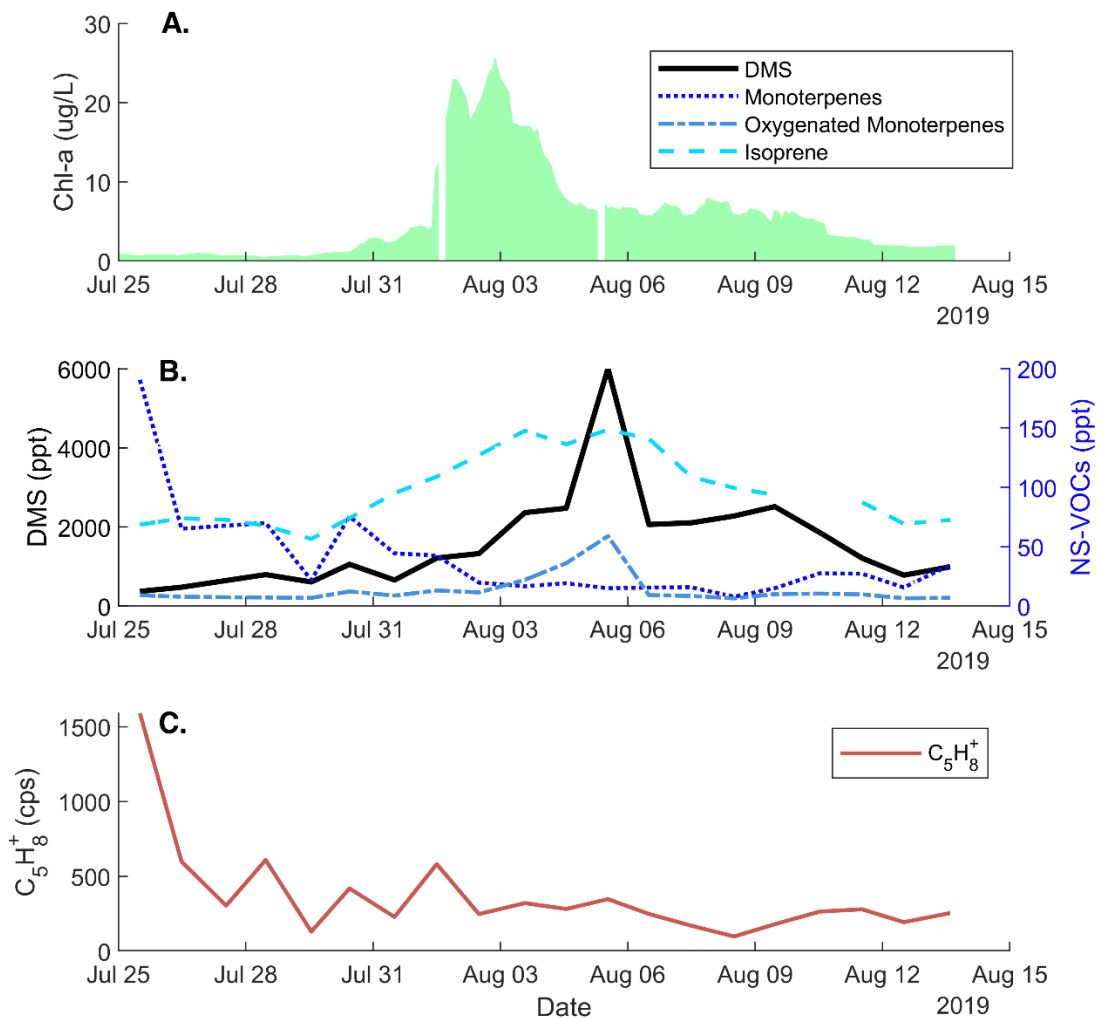 A.
30
20
10
0
Chl-a (ug/L)
DMS
Monoterpenes
Oxygenated Monoterpenes
Isoprene
Jul 25 Jul 28 Jul 31 Aug 03 Aug 06 Aug 09 Aug 12 Aug 15
2019
B.
6000
4000
2000
0
DMS (ppt)
200
150
100
50
0
NS-VOCs (ppt)
Jul 25 Jul 28 Jul 31 Aug 03 Aug 06 Aug 09 Aug 12 Aug 15
2019
C.
1500
1000
500
0
C₅H₈⁺ (cps)
C₅H₈⁺
Jul 25 Jul 28 Jul 31 Aug 03 Aug 06 Aug 09 Aug 12 Aug 15
Date
2019